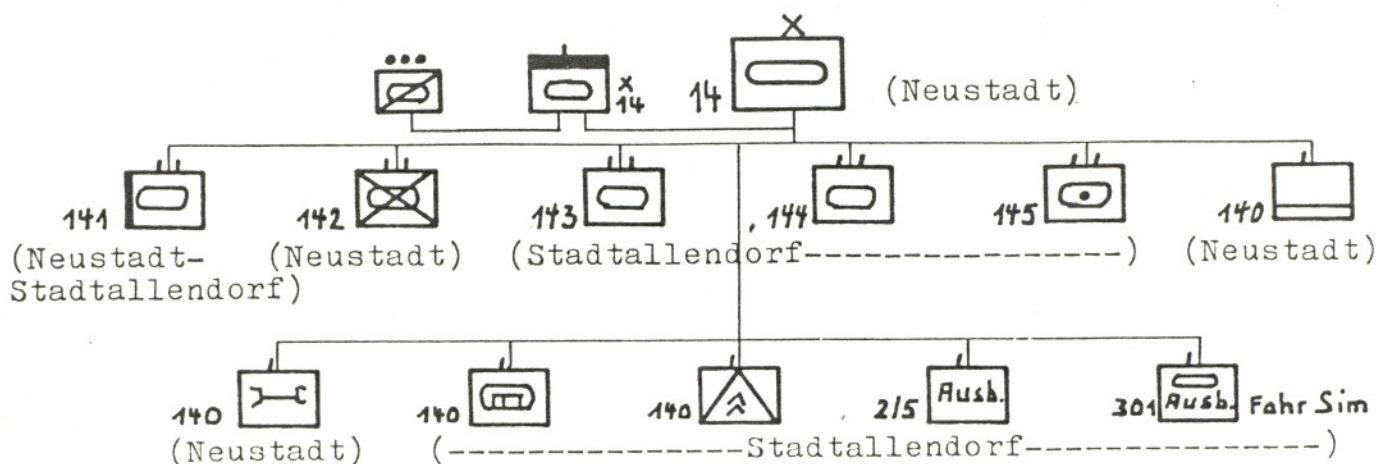 x
14
14 (Neustadt)
141 142 143 144 145 140
(Neustadt-
Stadtallendorf)
(Neustadt)
(Stadtallendorf----------------)
(Neustadt)
140 140 140 2/5 Ausb. 301 Ausb. Fahr Sim
(Neustadt) (---------------Stadtallendorf---------------)